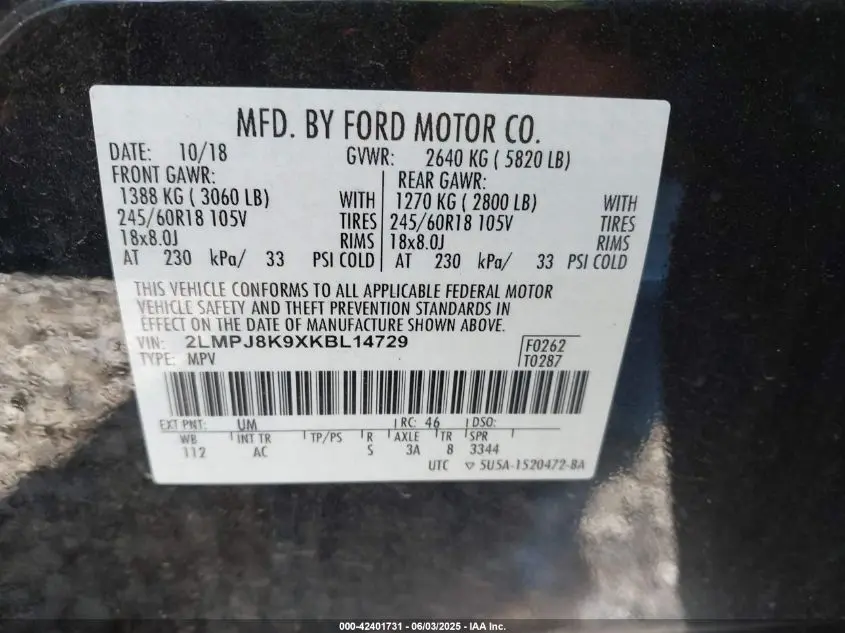 MFD. BY FORD MOTOR CO.
DATE: 10/18 GVWR: 2640 KG ( 5820 LB)
FRONT GAWR: REAR GAWR:
1388 KG ( 3060 LB) WITH 1270 KG ( 2800 LB) WITH
245/60R18 105V TIRES 245/60R18 105V TIRES
18x8.0J RIMS 18x8.0J RIMS
AT 230 kPa/ 33 PSI COLD AT 230 kPa/ 33 PSI COLD
THIS VEHICLE CONFORMS TO ALL APPLICABLE FEDERAL MOTOR
VEHICLE SAFETY AND THEFT PREVENTION STANDARDS IN
EFFECT ON THE DATE OF MANUFACTURE SHOWN ABOVE.
VIN: 2LMPJ8K9XKBL14729 F0262
TYPE: MPV T0287
EXT PNT: UM RC: 46 DSO:
WB INT TR TP/PS R AXLE TR SPR
112 AC S 3A 8 3344
UTC ▽ 5U5A-1520472-BA
000-42401731 - 06/03/2025 - IAA Inc.